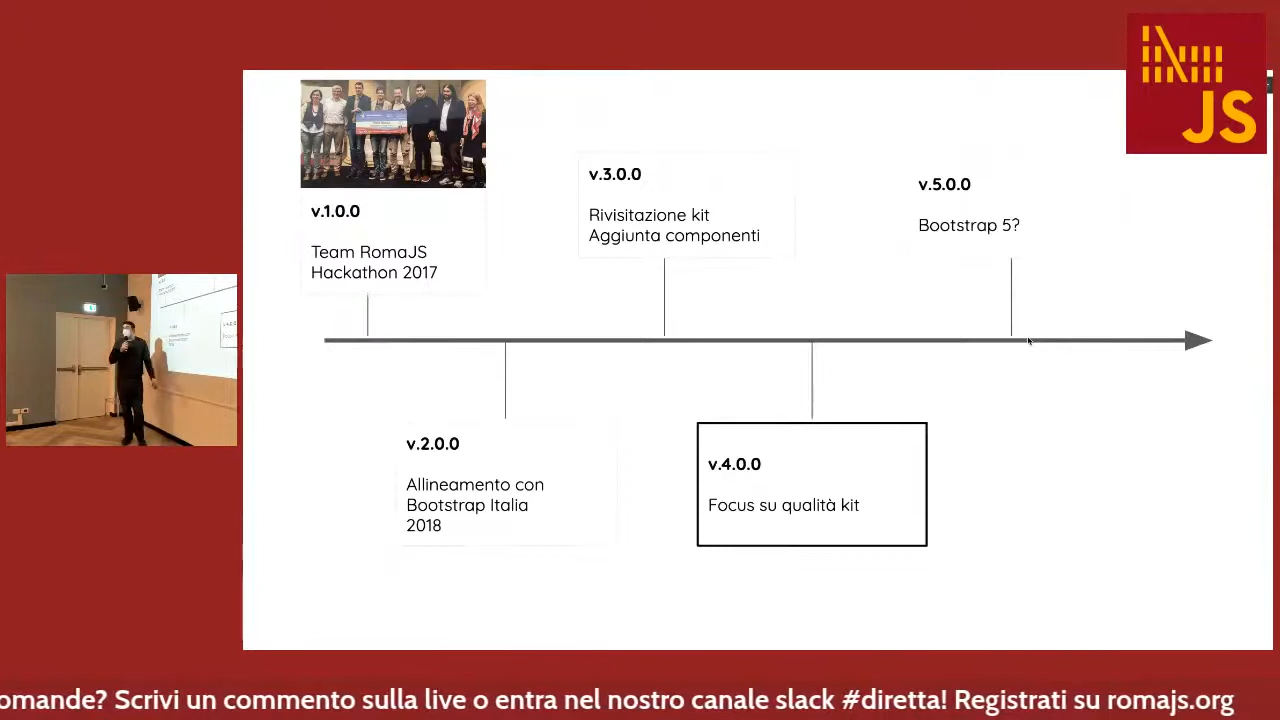 JS
v.1.0.0
Team RomaJS
Hackathon 2017
v.3.0.0
Rivisitazione kit
Aggiunta componenti
v.5.0.0
Bootstrap 5?
v.2.0.0
Allineamento con
Bootstrap Italia
2018
v.4.0.0
Focus su qualità kit
omande? Scrivi un commento sulla live o entra nel nostro canale slack #diretta! Registrati su romajs.org